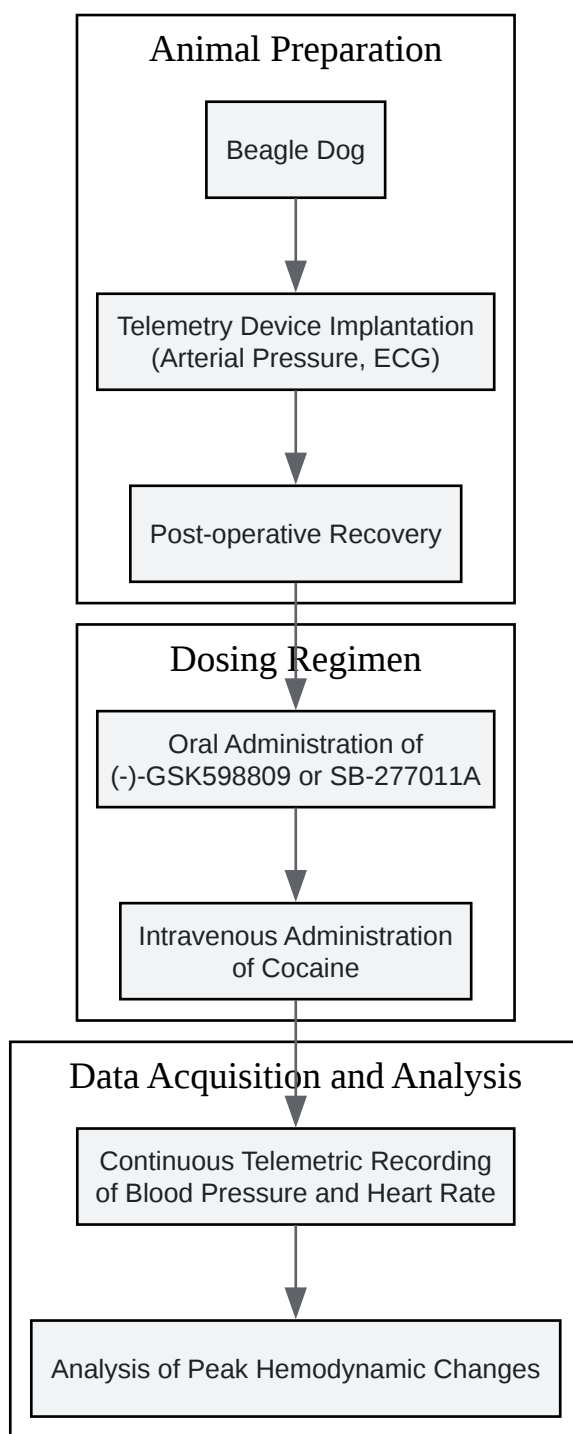 Animal Preparation
Beagle Dog
Telemetry Device Implantation
(Arterial Pressure, ECG)
Post-operative Recovery
Dosing Regimen
Oral Administration of
(-)-GSK598809 or SB-277011A
Intravenous Administration
of Cocaine
Data Acquisition and Analysis
Continuous Telemetric Recording
of Blood Pressure and Heart Rate
Analysis of Peak Hemodynamic Changes